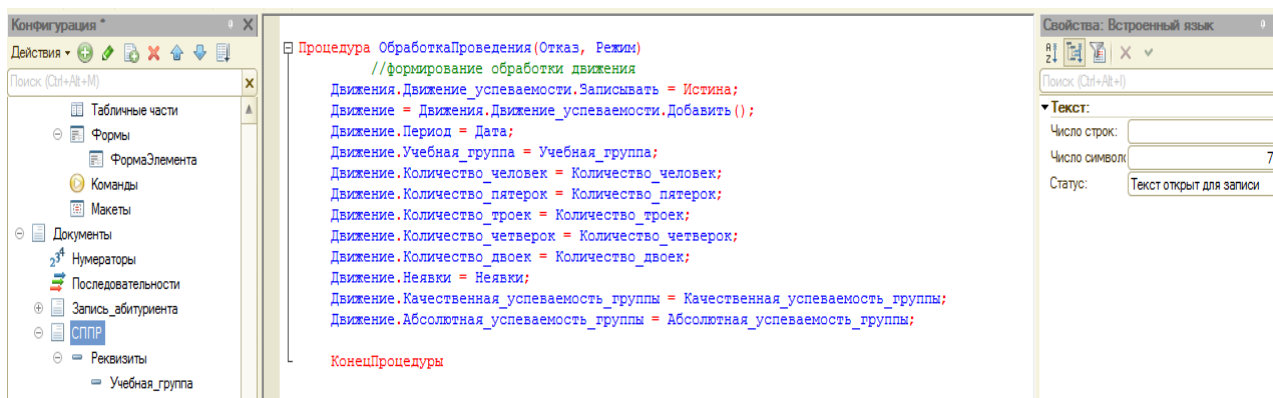 Конфигурация *
Действия
Поиск (Ctrl+Alt+M)
Табличные части
Формы
ФормаЭлемента
Команды
Макеты
Документы
Нумераторы
Последовательности
Запись_абитуриента
СППР
Реквизиты
Учебная_группа
Процедура ОбработкаПроведения(Отказ, Режим)
//формирование обработки движения
Движения.Движение_успеваемости.Записывать = Истина;
Движение = Движения.Движение_успеваемости.Добавить();
Движение.Период = Дата;
Движение.Учебная_группа = Учебная_группа;
Движение.Количество_человек = Количество_человек;
Движение.Количество_пятерок = Количество_пятерок;
Движение.Количество_троек = Количество_троек;
Движение.Количество_четверок = Количество_четверок;
Движение.Количество_двоек = Количество_двоек;
Движение.Неявки = Неявки;
Движение.Качественная_успеваемость_группы = Качественная_успеваемость_группы;
Движение.Абсолютная_успеваемость_группы = Абсолютная_успеваемость_группы;
КонецПроцедуры
Свойства: Встроенный язык
Поиск (Ctrl+Alt+I)
Текст:
Число строк:
Число символо 7
Статус: Текст открыт для записи